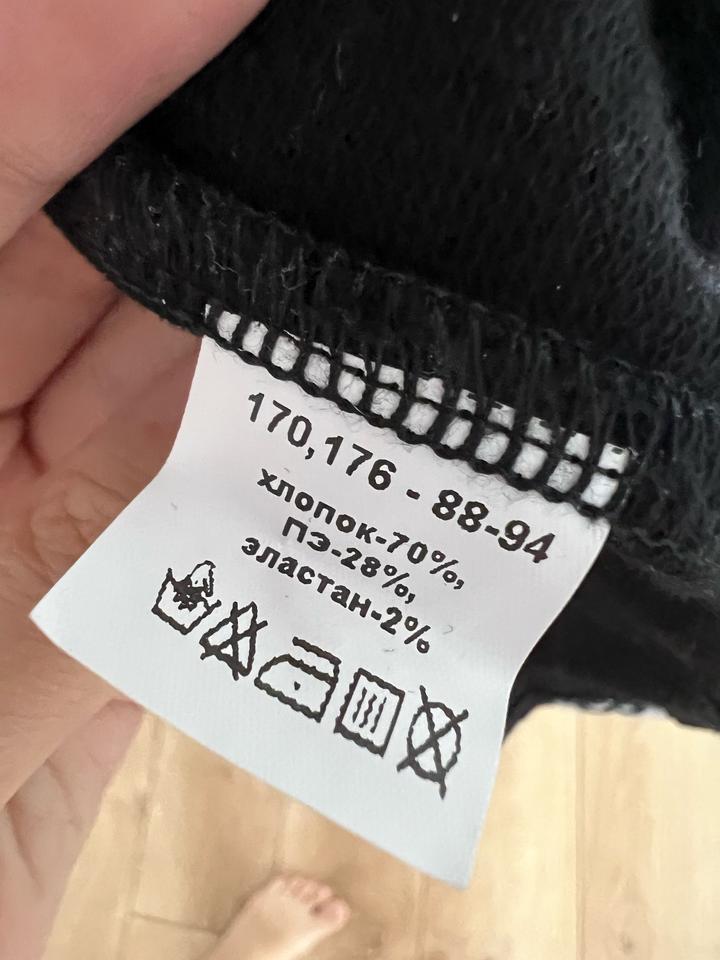 170,176 - 88-94
хлопок-70%,
ПЭ-28%,
эластан-2%